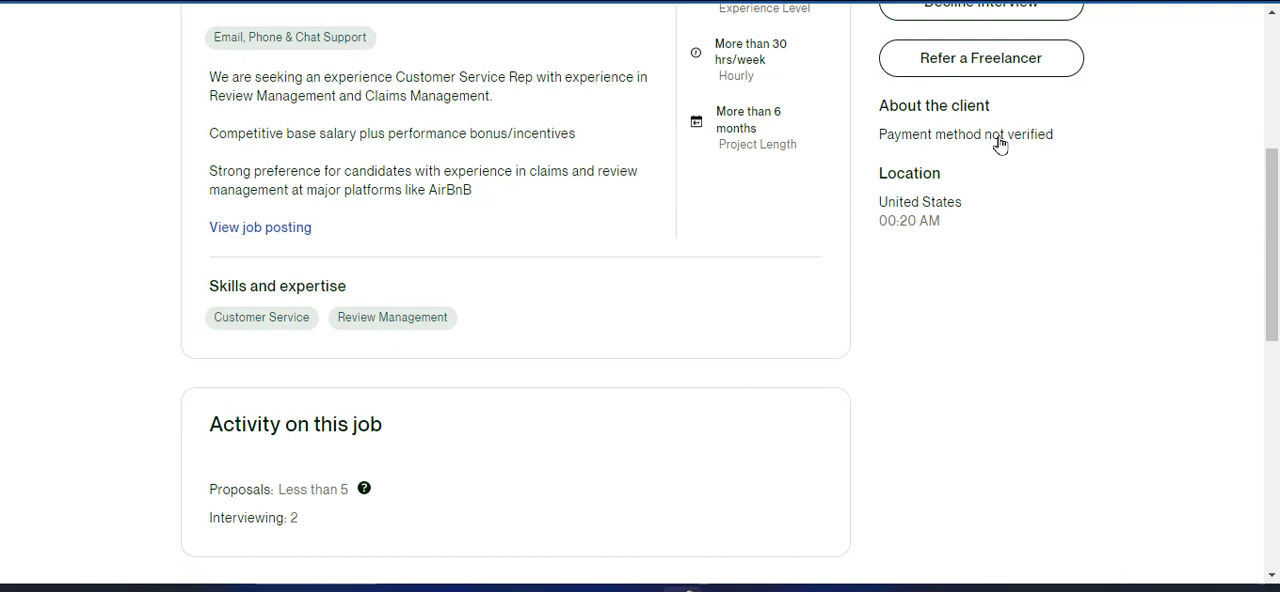 Experience Level
Email, Phone & Chat Support
We are seeking an experience Customer Service Rep with experience in
Review Management and Claims Management.
Competitive base salary plus performance bonus/incentives
Strong preference for candidates with experience in claims and review
management at major platforms like AirBnB
View job posting
More than 30
hrs/week
Hourly
More than 6
months
Project Length
Skills and expertise
Customer Service
Review Management
Activity on this job
Proposals: Less than 5
Interviewing: 2
Decline Interview
Refer a Freelancer
About the client
Payment method not verified
Location
United States
00:20 AM